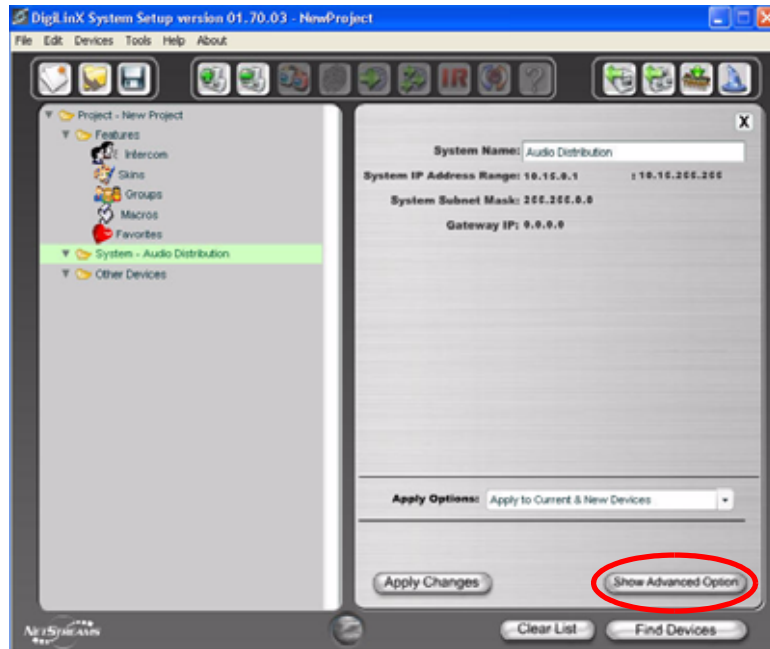 DigiLinX System Setup version 01.70.03 - NewProject
File Edit Devices Tools Help About
IR
?
Project - New Project
Features
Intercom
Skins
Groups
Macros
Favorites
System - Audio Distribution
Other Devices
X
System Name: Audio Distribution
System IP Address Range: 10.15.0.1 : 10.15.255.255
System Subnet Mask: 255.255.0.0
Gateway IP: 0.0.0.0
Apply Options: Apply to Current & New Devices
Apply Changes
Show Advanced Option
NetStreams
Clear List
Find Devices